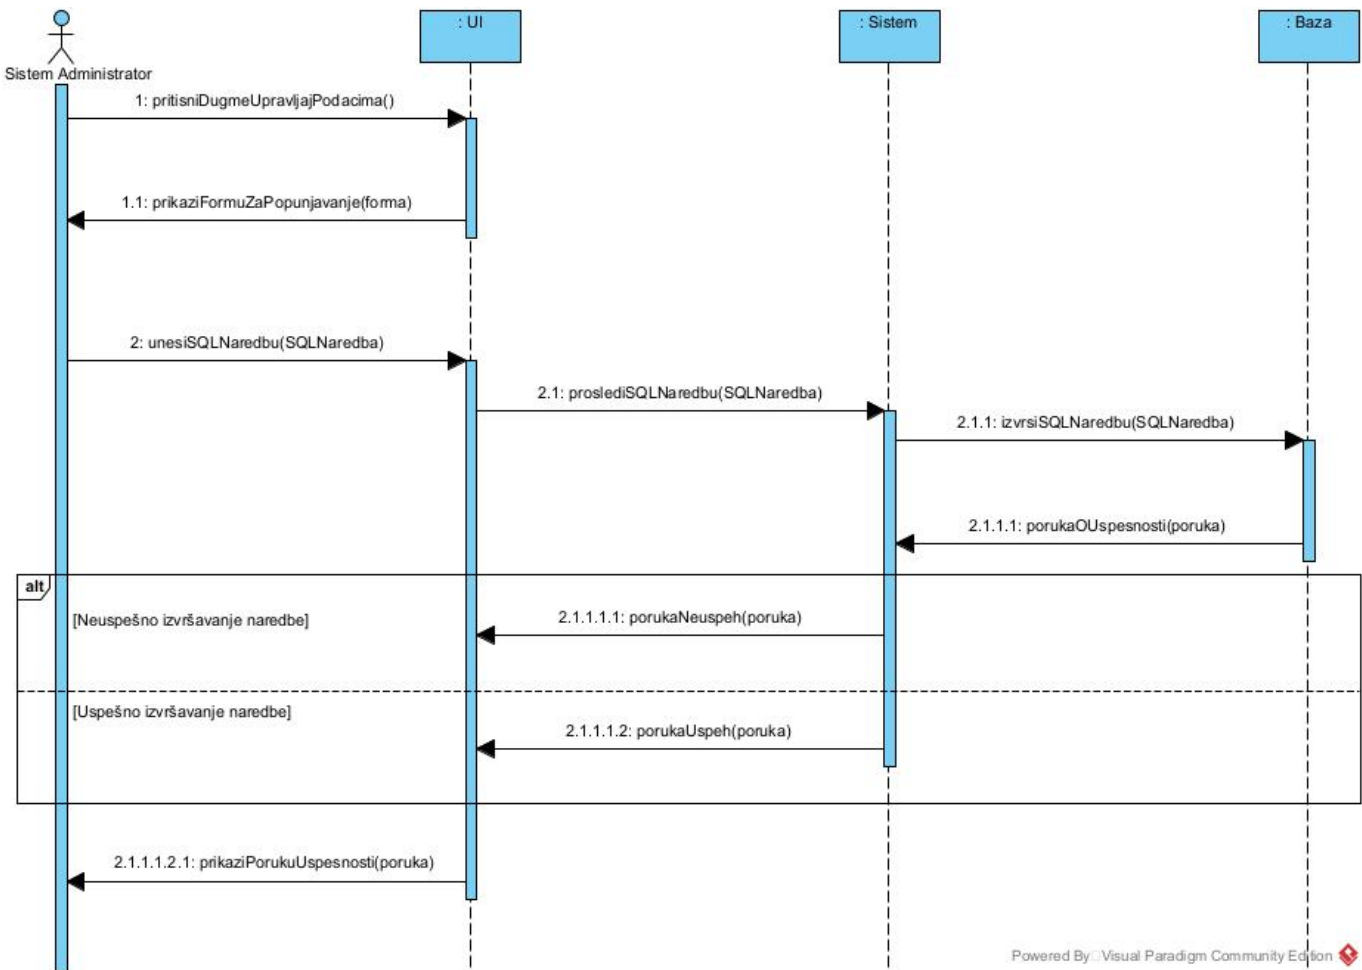 : UI
: Sistem
: Baza
Sistem Administrator
1: pritisniDugmeUpravljajPodacima()
1.1: prikaziFormuZaPopunjavanje(forma)
2: unesiSQLNaredbu(SQLNaredba)
2.1: proslediSQLNaredbu(SQLNaredba)
2.1.1: izvrsiSQLNaredbu(SQLNaredba)
2.1.1.1: porukaOUspesnosti(poruka)
alt
[Neuspešno izvršavanje naredbe]
2.1.1.1.1: porukaNeuspeh(poruka)
[Uspešno izvršavanje naredbe]
2.1.1.1.2: porukaUspeh(poruka)
2.1.1.1.2.1: prikaziPorukuUspesnosti(poruka)
Powered By Visual Paradigm Community Edition